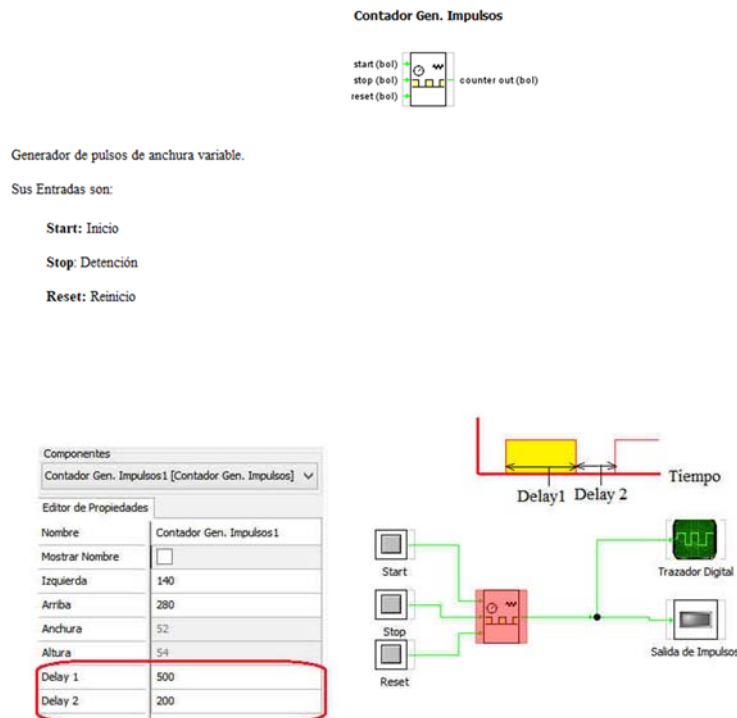 Contador Gen. Impulsos
start (bol)
stop (bol)
reset (bol)
counter out (bol)
Generador de pulsos de anchura variable.
Sus Entradas son:
Start: Inicio
Stop: Detención
Reset: Reinicio
Componentes
Contador Gen. Impulsos1 [Contador Gen. Impulsos]
Editor de Propiedades
Nombre Contador Gen. Impulsos1
Mostrar Nombre
Izquierda 140
Arriba 280
Anchura 52
Altura 54
Delay 1 500
Delay 2 200
Tiempo
Delay1 Delay 2
Start
Stop
Reset
Trazador Digital
Salida de Impulsos